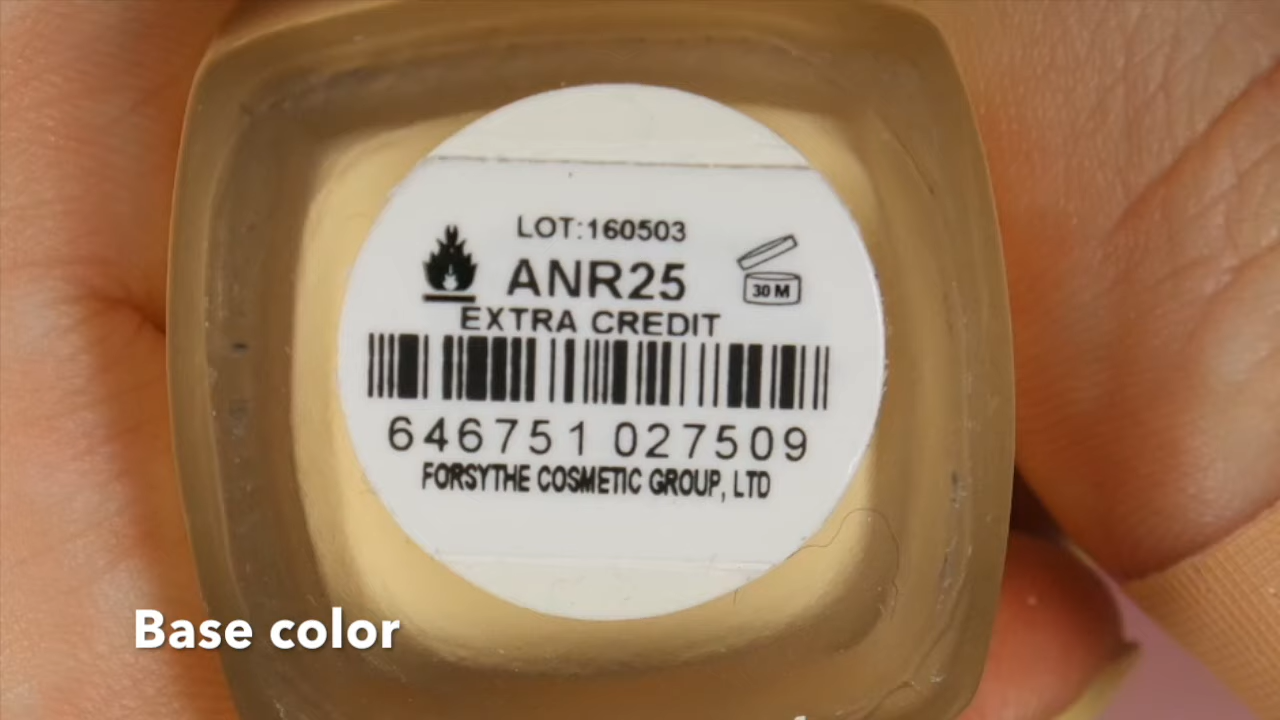 LOT:160503
ANR25
30 M
EXTRA CREDIT
646751 027509
FORSYTHE COSMETIC GROUP, LTD
Base color